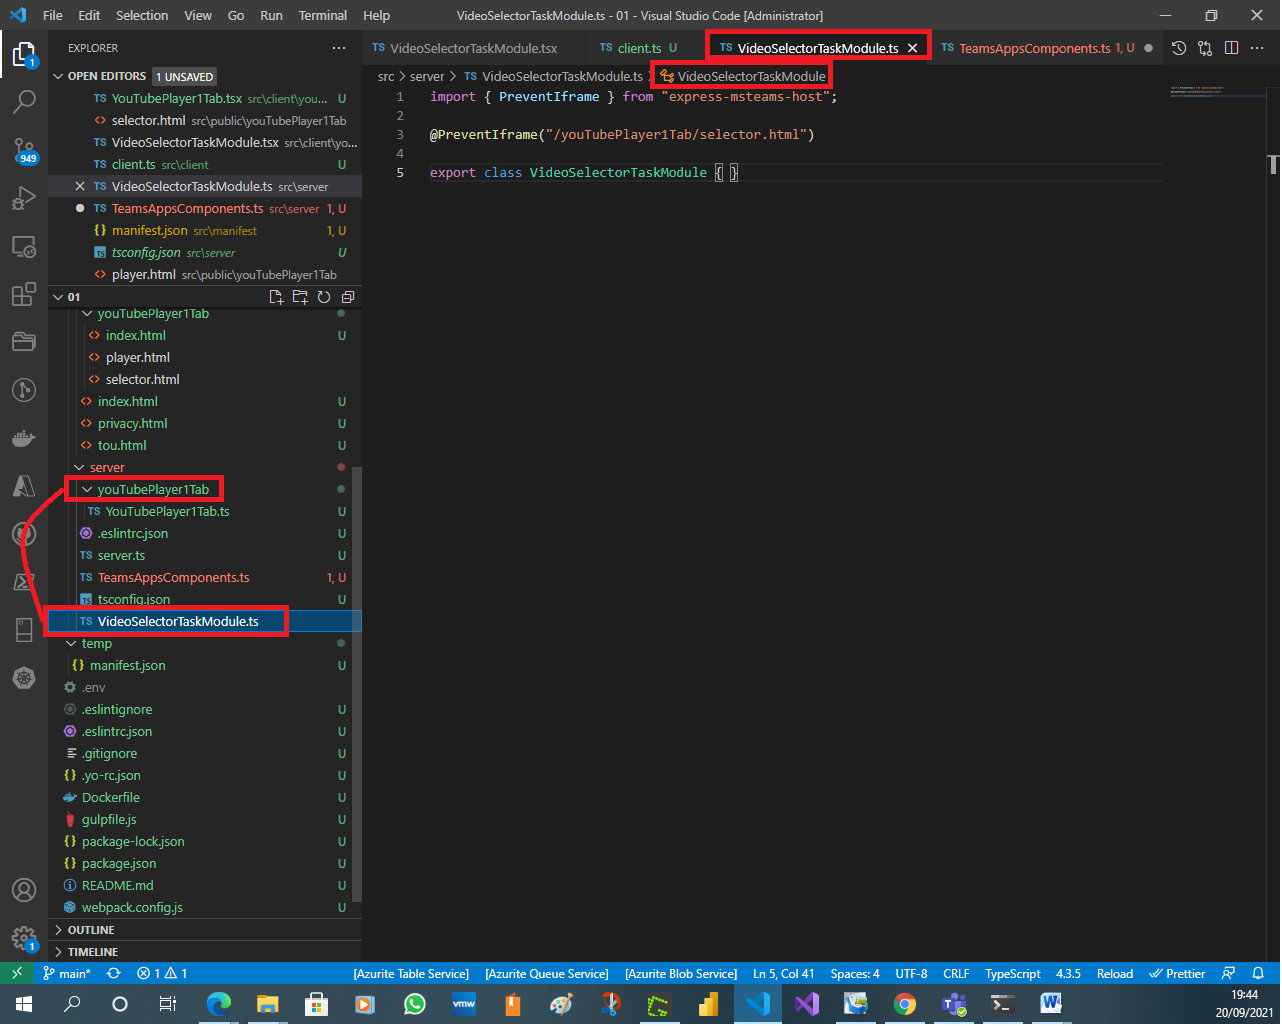 File Edit Selection View Go Run Terminal Help VideoSelectorTaskModule.ts - 01 - Visual Studio Code [Administrator]
EXPLORER
OPEN EDITORS 1 UNSAVED
YouTubePlayer1Tab.tsx src\client\you... U
selector.html src\public\youTubePlayer1Tab
VideoSelectorTaskModule.tsx src\client\yo...
client.ts src\client U
VideoSelectorTaskModule.ts src\server
TeamsAppsComponents.ts src\server 1, U
manifest.json src\manifest 1, U
tsconfig.json src\server U
player.html src\public\youTubePlayer1Tab
01
youTubePlayer1Tab
index.html U
player.html
selector.html
index.html U
privacy.html U
tou.html U
server
youTubePlayer1Tab
TS YouTubePlayer1Tab.ts U
.eslintrc.json U
TS server.ts U
TS TeamsAppsComponents.ts 1, U
tsconfig.json U
TS VideoSelectorTaskModule.ts
temp
manifest.json U
.env
.eslintignore U
.eslintrc.json U
.gitignore U
.yo-rc.json U
Dockerfile U
gulpfile.js U
package-lock.json U
package.json U
README.md U
webpack.config.js U
OUTLINE
TIMELINE
1
949
1
TS VideoSelectorTaskModule.tsx TS client.ts U TS VideoSelectorTaskModule.ts TS TeamsAppsComponents.ts 1, U
src > server > TS VideoSelectorTaskModule.ts VideoSelectorTaskModule
1 import { PreventIframe } from "express-msteams-host";
2
3 @PreventIframe("/youTubePlayer1Tab/selector.html")
4
5 export class VideoSelectorTaskModule { }
main* 1 1 [Azurite Table Service] [Azurite Queue Service] [Azurite Blob Service] Ln 5, Col 41 Spaces: 4 UTF-8 CRLF TypeScript 4.3.5 Reload Prettier
vmw
19:44
20/09/2021